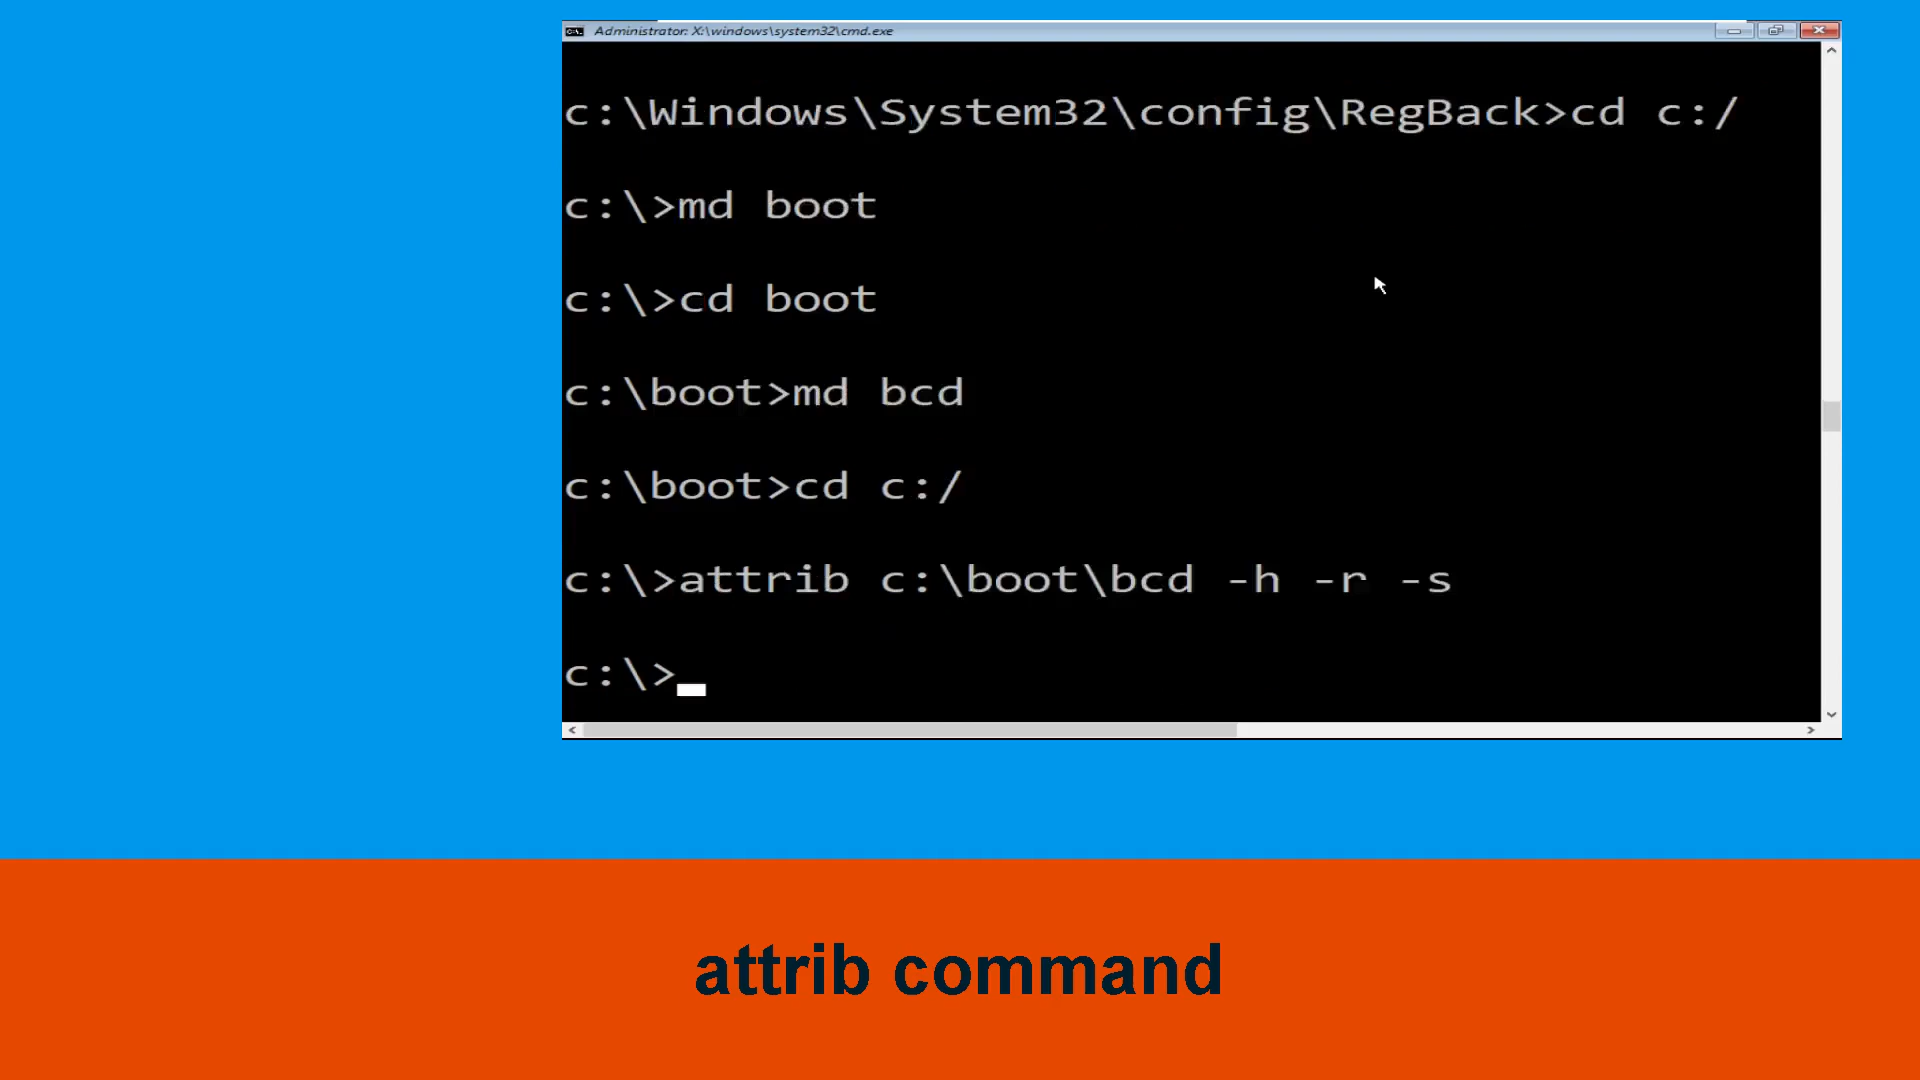 Administrator: X:\windows\system32\cmd.exe
c:\Windows\System32\config\RegBack>cd c:/
c:\>md boot
c:\>cd boot
c:\boot>md bcd
c:\boot>cd c:/
c:\>attrib c:\boot\bcd -h -r -s
c:\>
attrib command